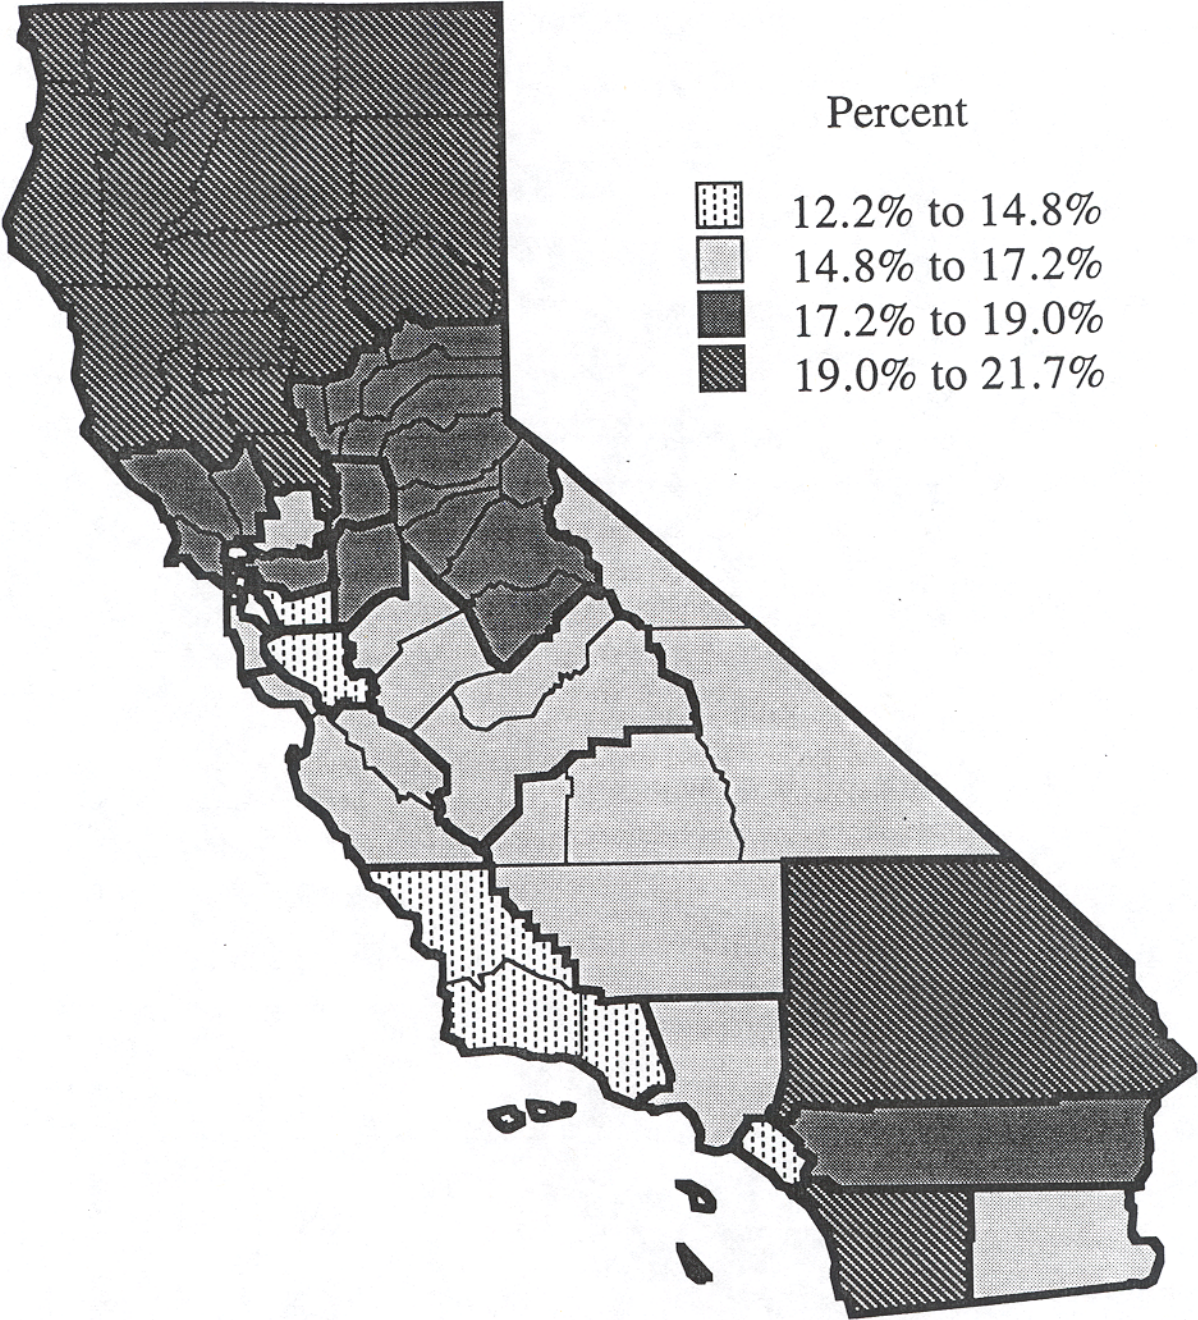 Percent
12.2% to 14.8%
14.8% to 17.2%
17.2% to 19.0%
19.0% to 21.7%